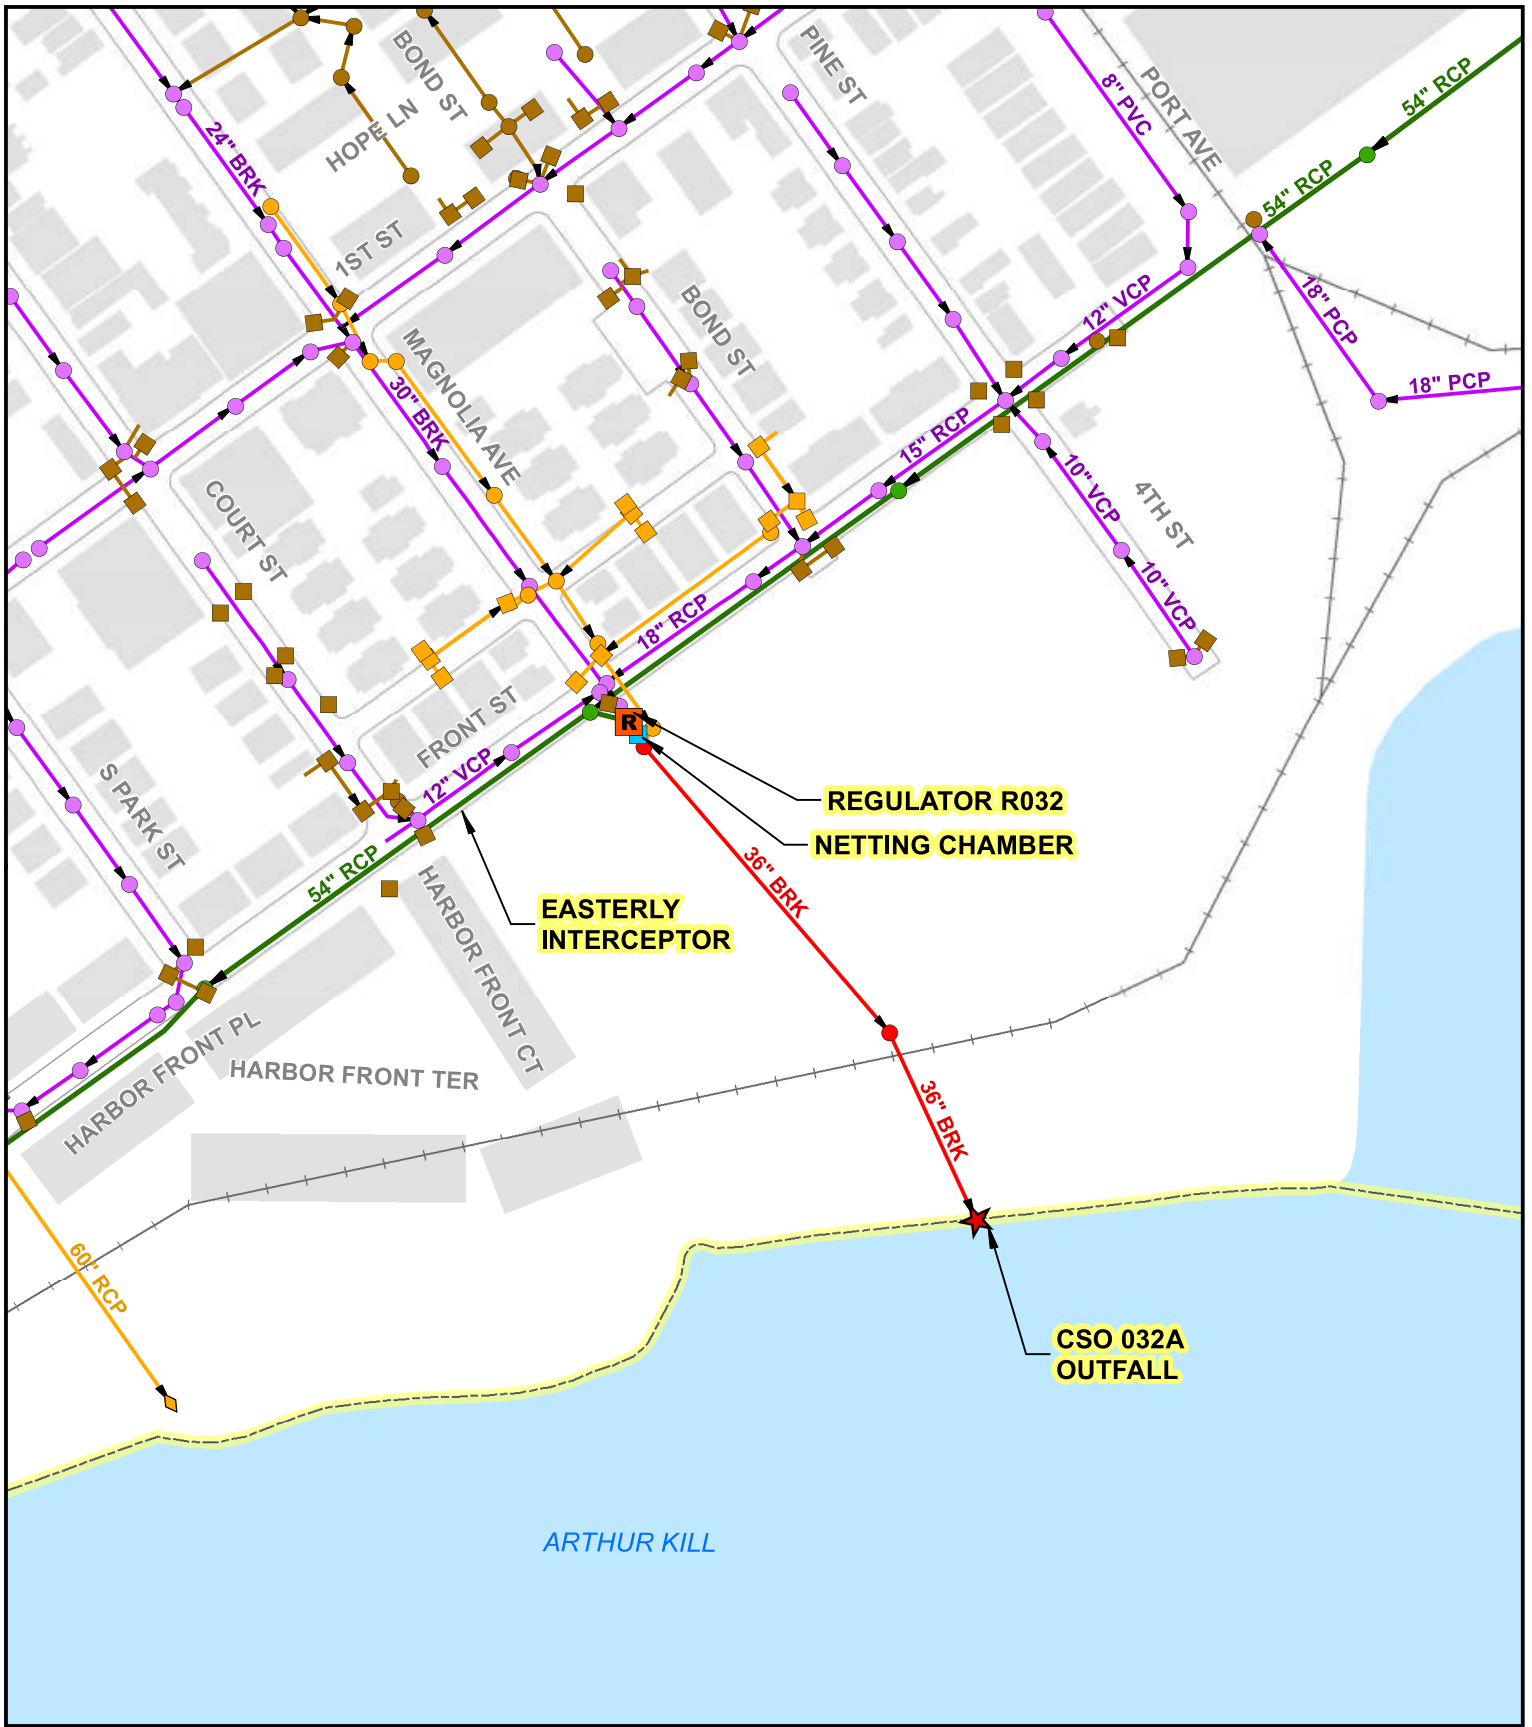 BOND ST
PINE ST
8" PVC
PORT AVE
54" RCP
24" BRK
HOPE LN
54" RCP
1ST ST
BOND ST
12" VCP
18" PCP
MAGNOLIA AVE
30" BRK
18" PCP
15" RCP
COURT ST
10" VCP
4TH ST
10" VCP
18" RCP
FRONT ST
12" VCP
S PARK ST
REGULATOR R032
NETTING CHAMBER
54" RCP
36" BRK
HARBOR FRONT CT
EASTERLY
INTERCEPTOR
HARBOR FRONT PL
HARBOR FRONT TER
36" BRK
R
60" RCP
CSO 032A
OUTFALL
ARTHUR KILL